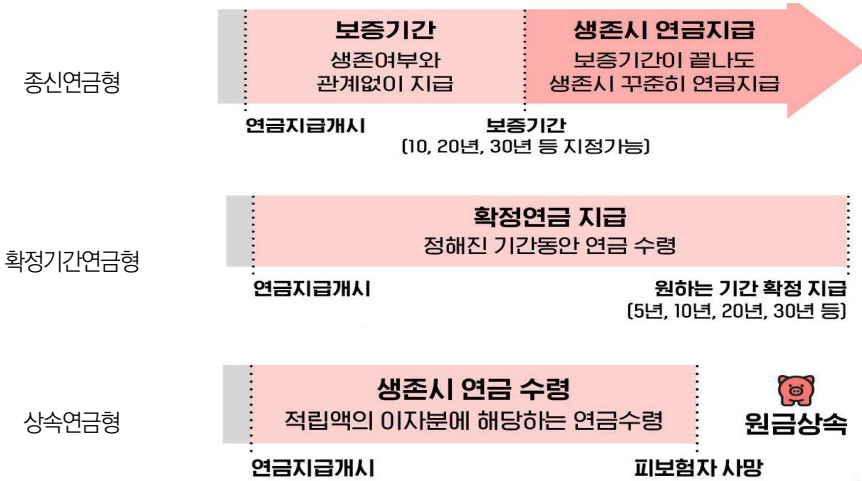 종신연금형
보증기간
생존여부와
관계없이 지급
생존시 연금지급
보증기간이 끝나도
생존시 꾸준히 연금지급
연금지급개시
보증기간
(10, 20년, 30년 등 지정가능)
확정기간연금형
확정연금 지급
정해진 기간동안 연금 수령
연금지급개시
원하는 기간 확정 지급
(5년, 10년, 20년, 30년 등)
상속연금형
생존시 연금 수령
적립액의 이자분에 해당하는 연금수령
원금상속
연금지급개시
피보험자 사망